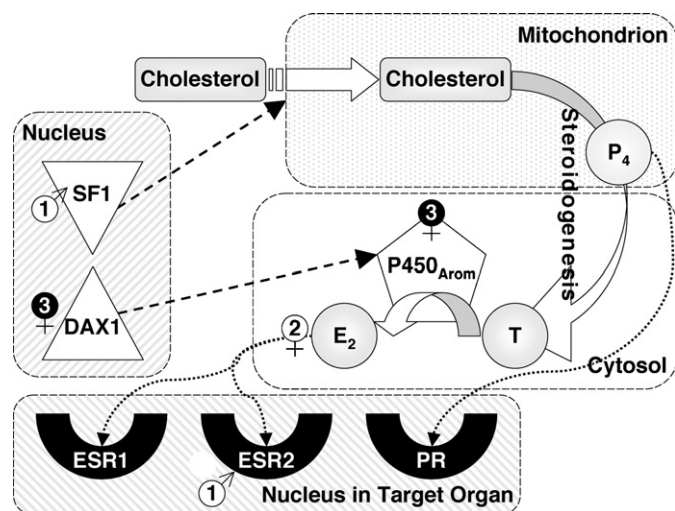 Mitochondrion
Cholesterol
Cholesterol
Nucleus
SF1
1
Steroidogenesis
P4
3
P450Arom
3
DAX1
2
E2
T
Cytosol
ESR1
ESR2
PR
1
Nucleus in Target Organ